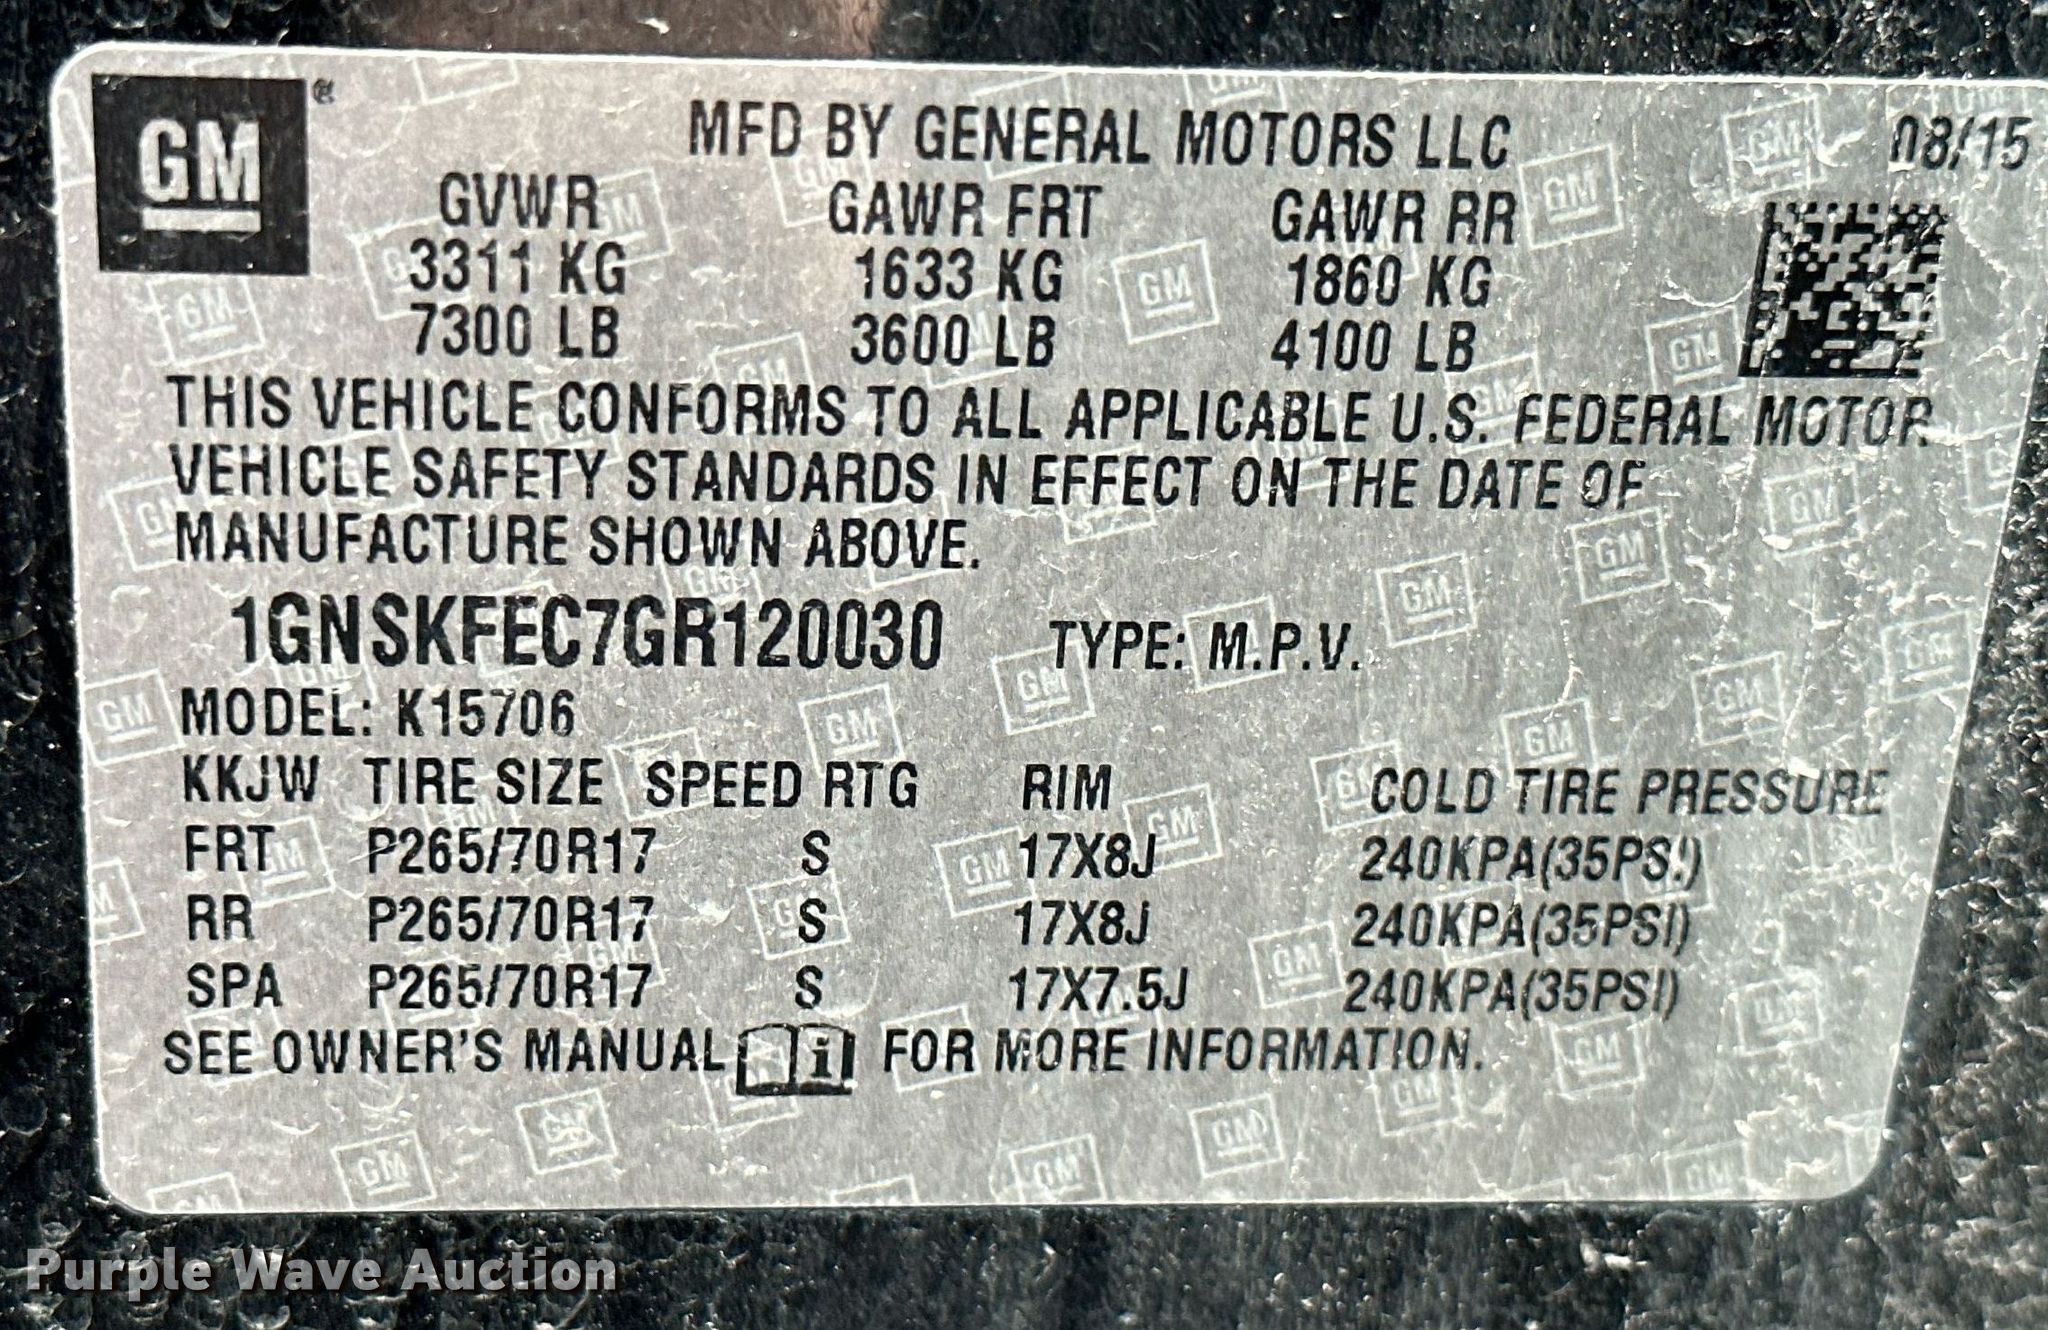 GM®
MFD BY GENERAL MOTORS LLC 08/15
GVWR GAWR FRT GAWR RR
3311 KG 1633 KG 1860 KG
7300 LB 3600 LB 4100 LB
THIS VEHICLE CONFORMS TO ALL APPLICABLE U.S. FEDERAL MOTOR
VEHICLE SAFETY STANDARDS IN EFFECT ON THE DATE OF
MANUFACTURE SHOWN ABOVE.
1GNSKFEC7GR120030 TYPE: M.P.V.
MODEL: K15706
KKJW TIRE SIZE SPEED RTG RIM COLD TIRE PRESSURE
FRT P265/70R17 S 17X8J 240KPA(35PSI)
RR P265/70R17 S 17X8J 240KPA(35PSI)
SPA P265/70R17 S 17X7.5J 240KPA(35PSI)
SEE OWNER'S MANUAL i FOR MORE INFORMATION.
Purple Wave Auction